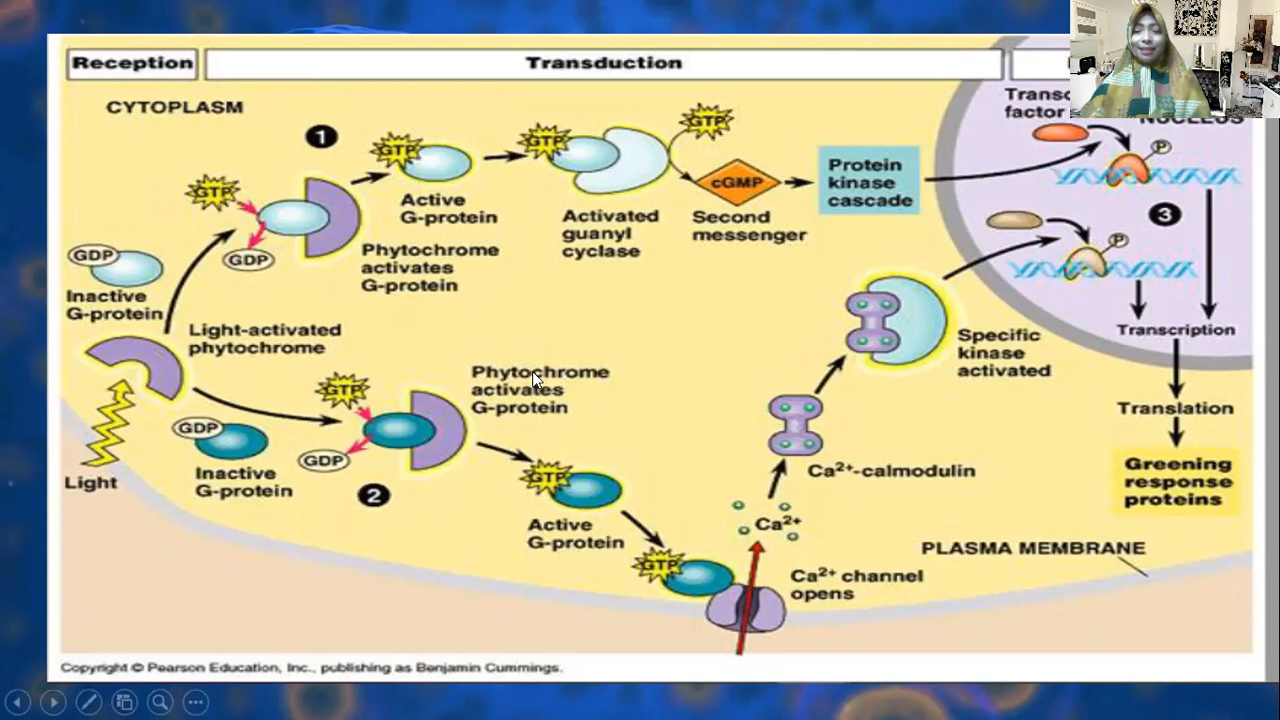 Reception
Transduction
CYTOPLASM
1
GTP
GTP
GTP
GTP
GTP
cGMP
Protein
kinase
cascade
Active
G-protein
Activated
guanyl
cyclase
Second
messenger
Phytochrome
activates
G-protein
GDP
GDP
Inactive
G-protein
Light-activated
phytochrome
Light
GTP
GDP
GDP
Inactive
G-protein
2
Phytochrome
activates
G-protein
GTP
Active
G-protein
GTP
Ca2+
Ca2+ channel
opens
Ca2+-calmodulin
Specific
kinase
activated
PLASMA MEMBRANE
factor
NUCLEUS
P
P
3
Transcription
Translation
Greening
response
proteins
Copyright © Pearson Education, Inc., publishing as Benjamin Cummings.